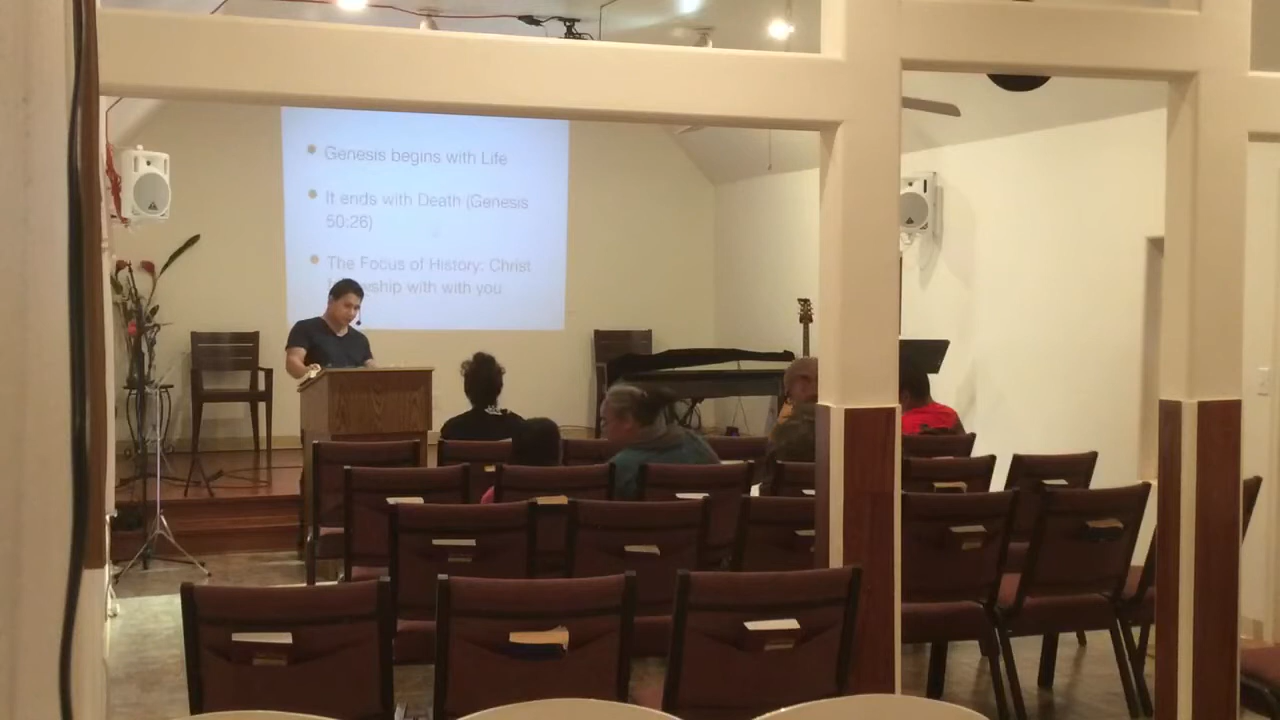 Genesis begins with Life
It ends with Death (Genesis
50:26)
The Focus of History: Christ
with with you